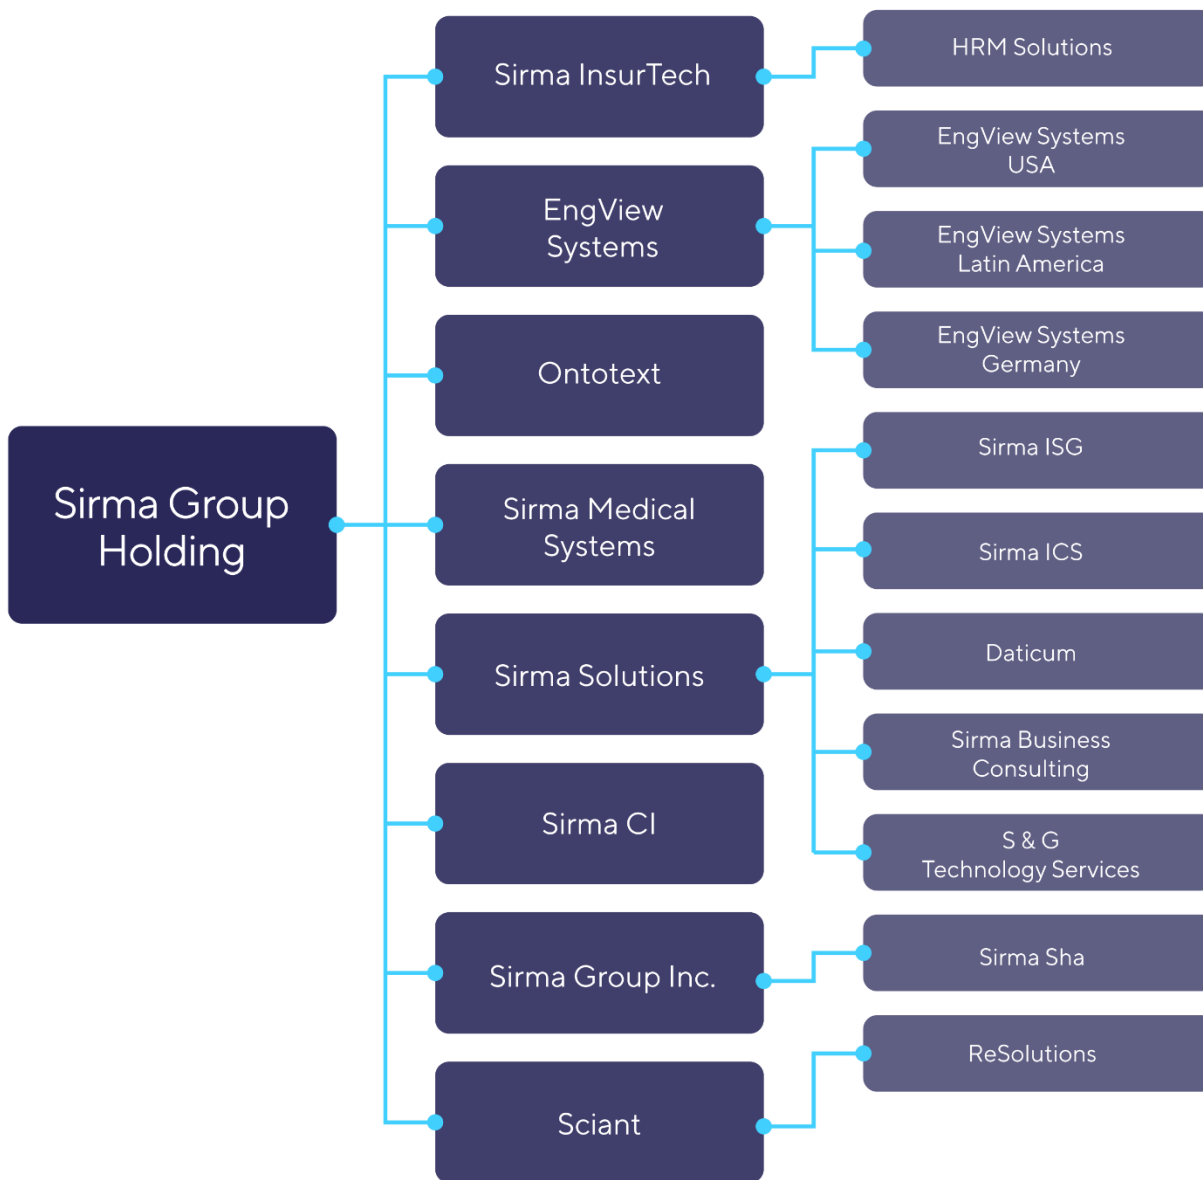 Sirma Group
Holding
Sirma InsurTech
EngView
Systems
Ontotext
Sirma Medical
Systems
Sirma Solutions
Sirma CI
Sirma Group Inc.
Sciant
HRM Solutions
EngView Systems
USA
EngView Systems
Latin America
EngView Systems
Germany
Sirma ISG
Sirma ICS
Daticum
Sirma Business
Consulting
S & G
Technology Services
Sirma Sha
ReSolutions